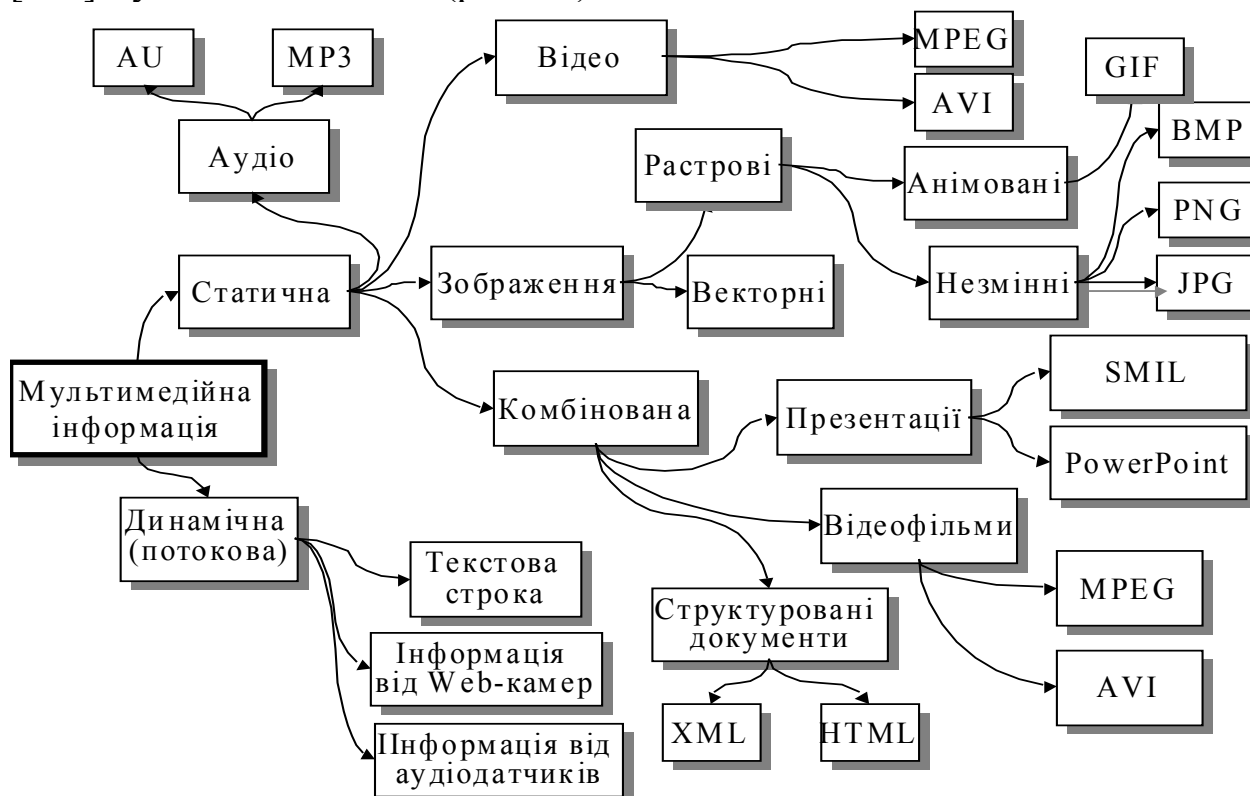 AU
MP3
Відео
MPEG
AVI
GIF
BMP
Аудіо
Растрові
Анімовані
PNG
Статична
Зображення
Векторні
Незмінні
JPG
Мультимедійна
інформація
Комбінована
Презентації
SMIL
PowerPoint
Динамічна
(потокова)
Відеофільми
Текстова
строка
MPEG
Структуровані
документи
Інформація
від Web-камер
AVI
XML
HTML
ІІнформація від
аудіодатчиків